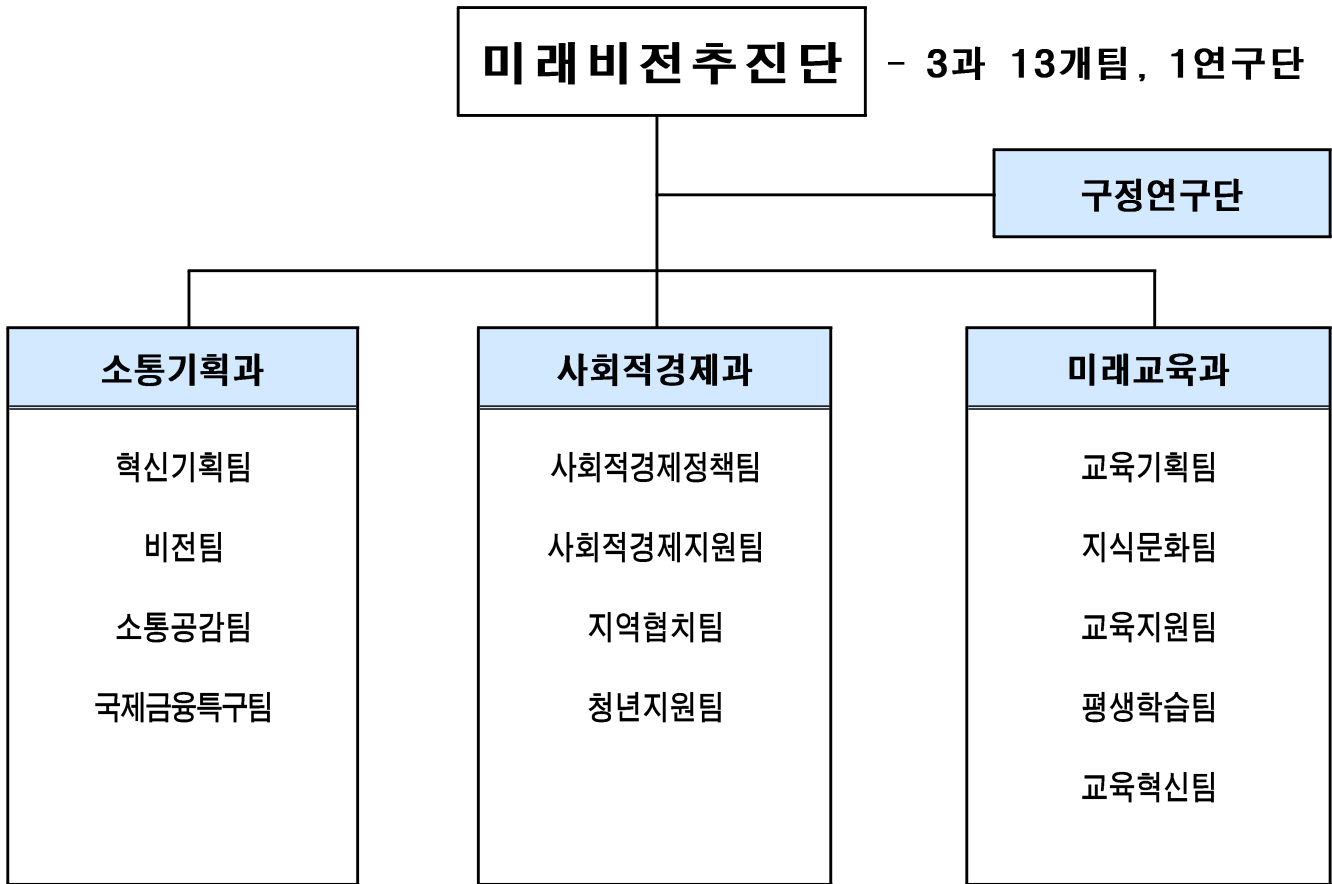 미래비전추진단 - 3과 13개팀, 1연구단
구정연구단
소통기획과
혁신기획팀
비전팀
소통공감팀
국제금융특구팀
사회적경제과
사회적경제정책팀
사회적경제지원팀
지역협치팀
청년지원팀
미래교육과
교육기획팀
지식문화팀
교육지원팀
평생학습팀
교육혁신팀